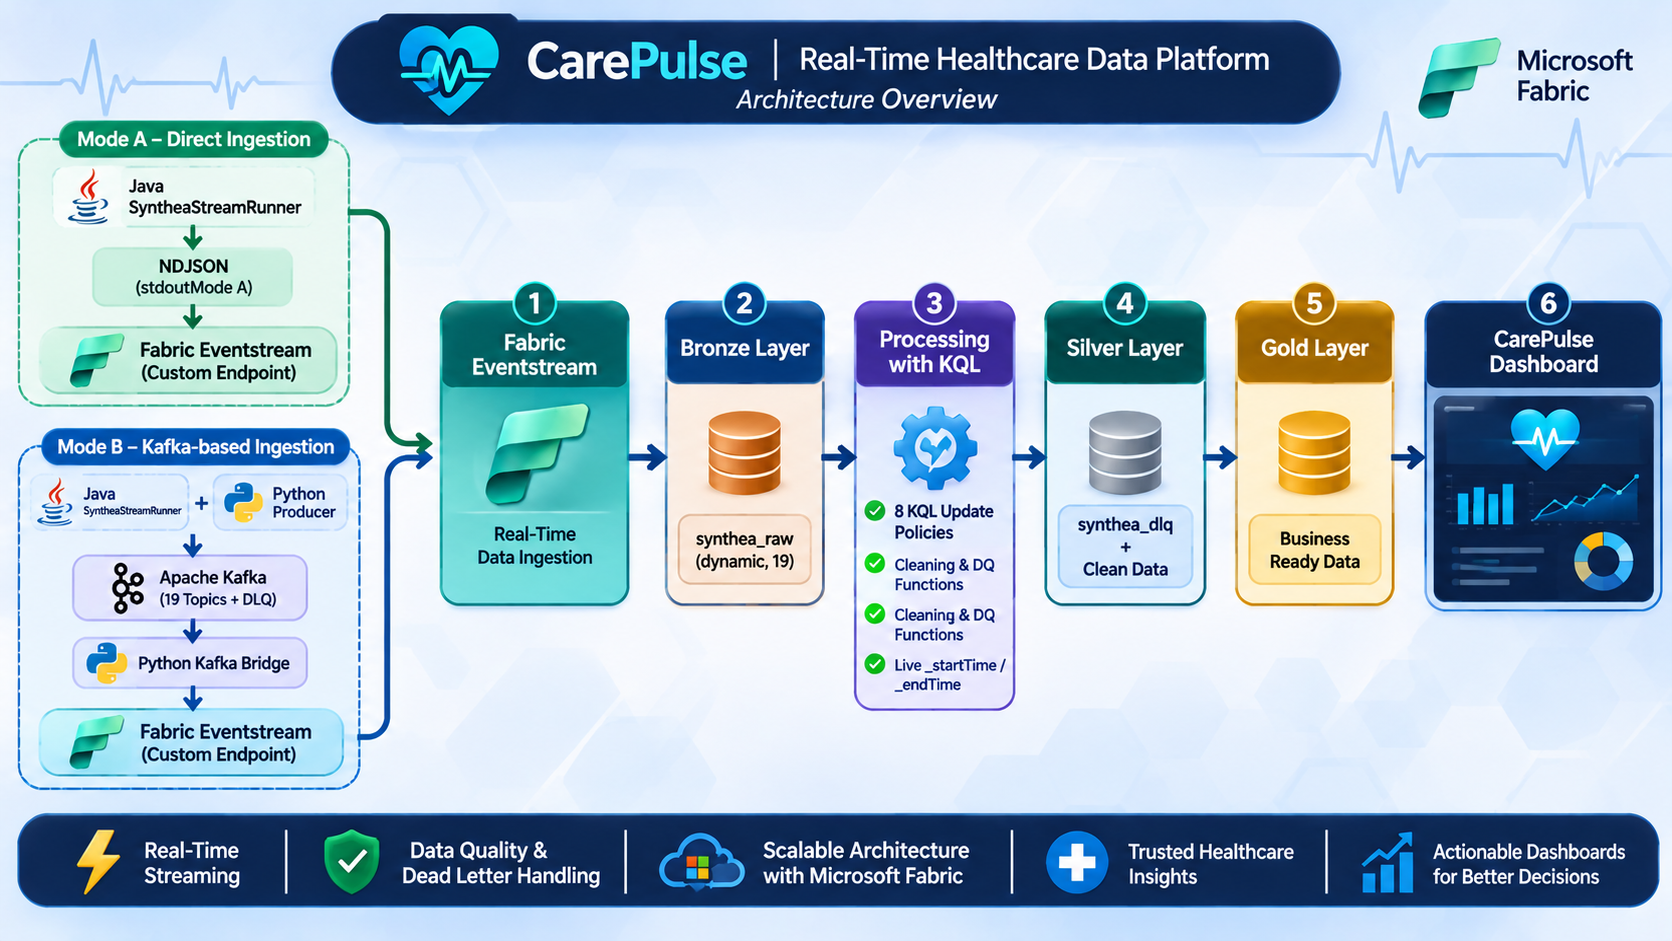 CarePulse | Real-Time Healthcare Data Platform
Architecture Overview
Microsoft
Fabric
Mode A – Direct Ingestion
Java
SyntheaStreamRunner
NDJSON
(stdoutMode A)
Fabric Eventstream
(Custom Endpoint)
Mode B – Kafka-based Ingestion
Java
SyntheaStreamRunner
+
Python
Producer
Apache Kafka
(19 Topics + DLQ)
Python Kafka Bridge
Fabric Eventstream
(Custom Endpoint)
1
Fabric
Eventstream
Real-Time
Data Ingestion
2
Bronze Layer
synthea_raw
(dynamic, 19)
3
Processing
with KQL
8 KQL Update
Policies
Cleaning & DQ
Functions
Cleaning & DQ
Functions
Live _startTime /
_endTime
4
Silver Layer
synthea_dlq
+
Clean Data
5
Gold Layer
Business
Ready Data
6
CarePulse
Dashboard
Real-Time
Streaming
Data Quality &
Dead Letter Handling
Scalable Architecture
with Microsoft Fabric
Trusted Healthcare
Insights
Actionable Dashboards
for Better Decisions